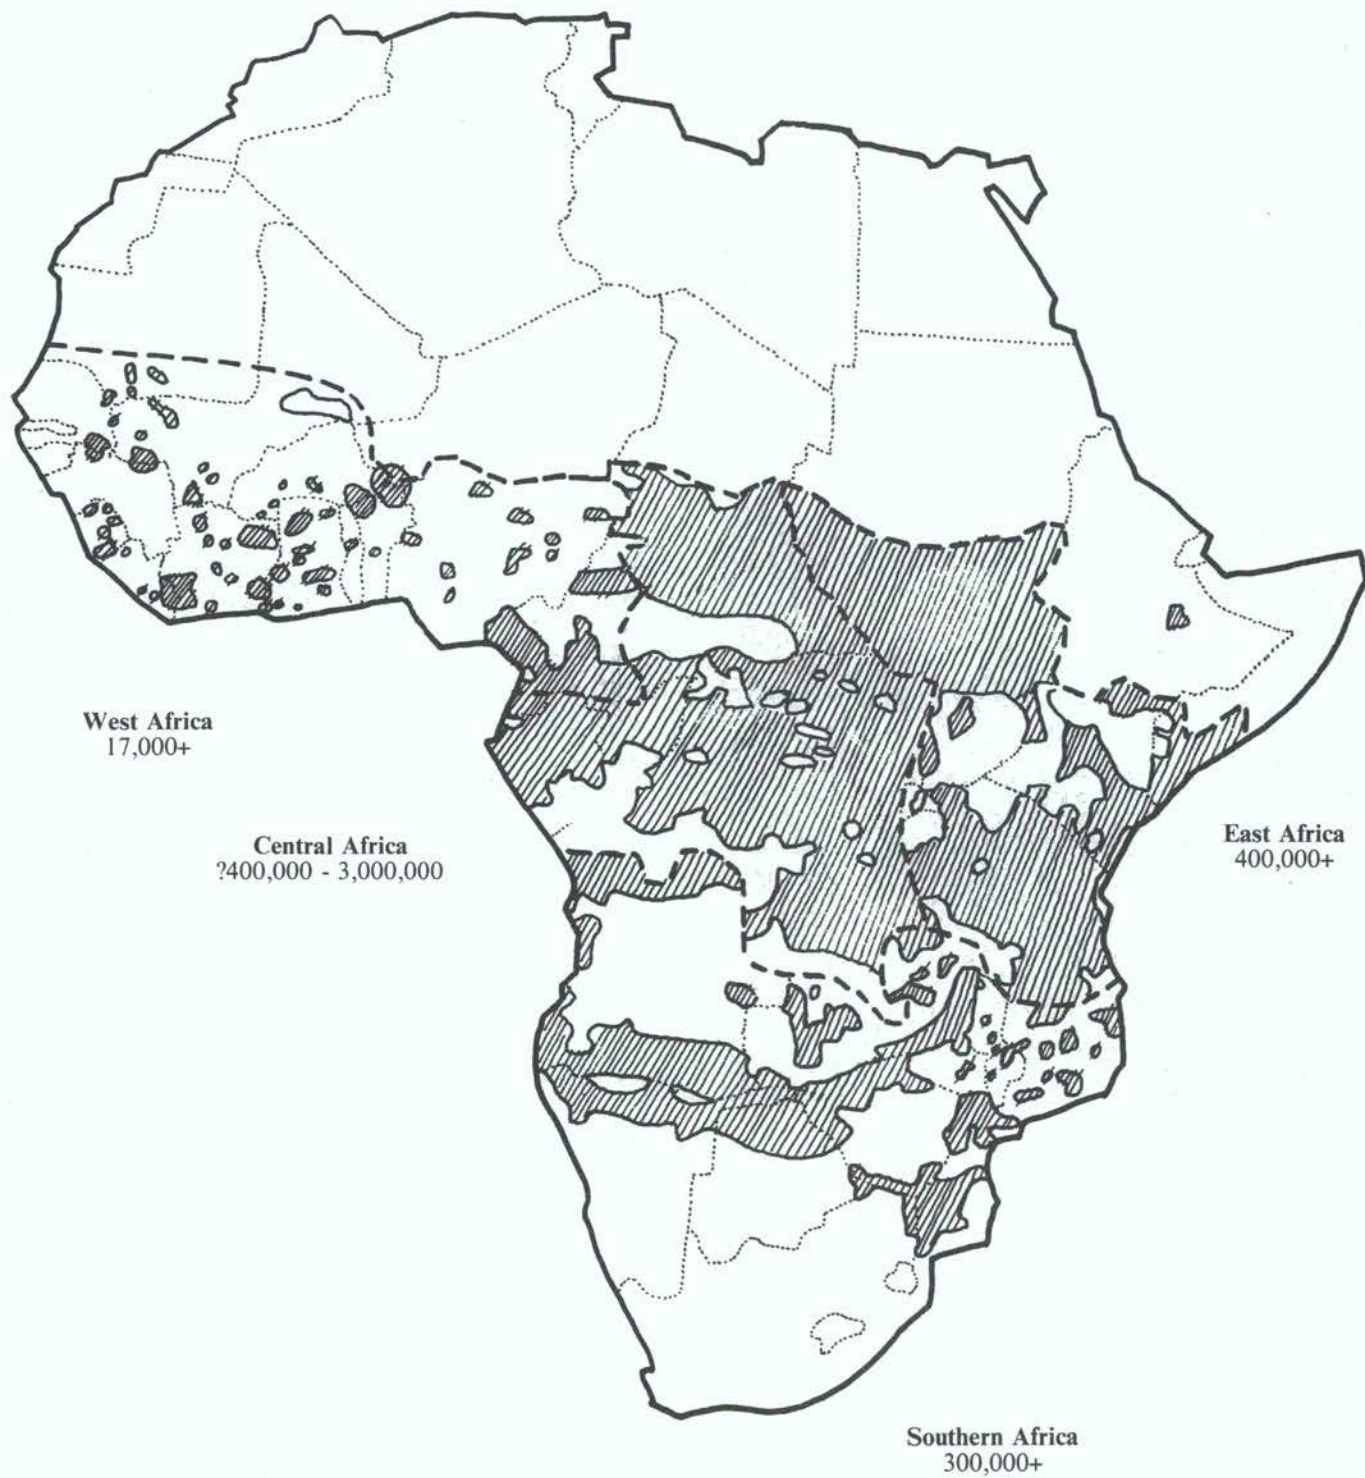 West Africa
17,000+
Central Africa
?400,000 - 3,000,000
East Africa
400,000+
Southern Africa
300,000+